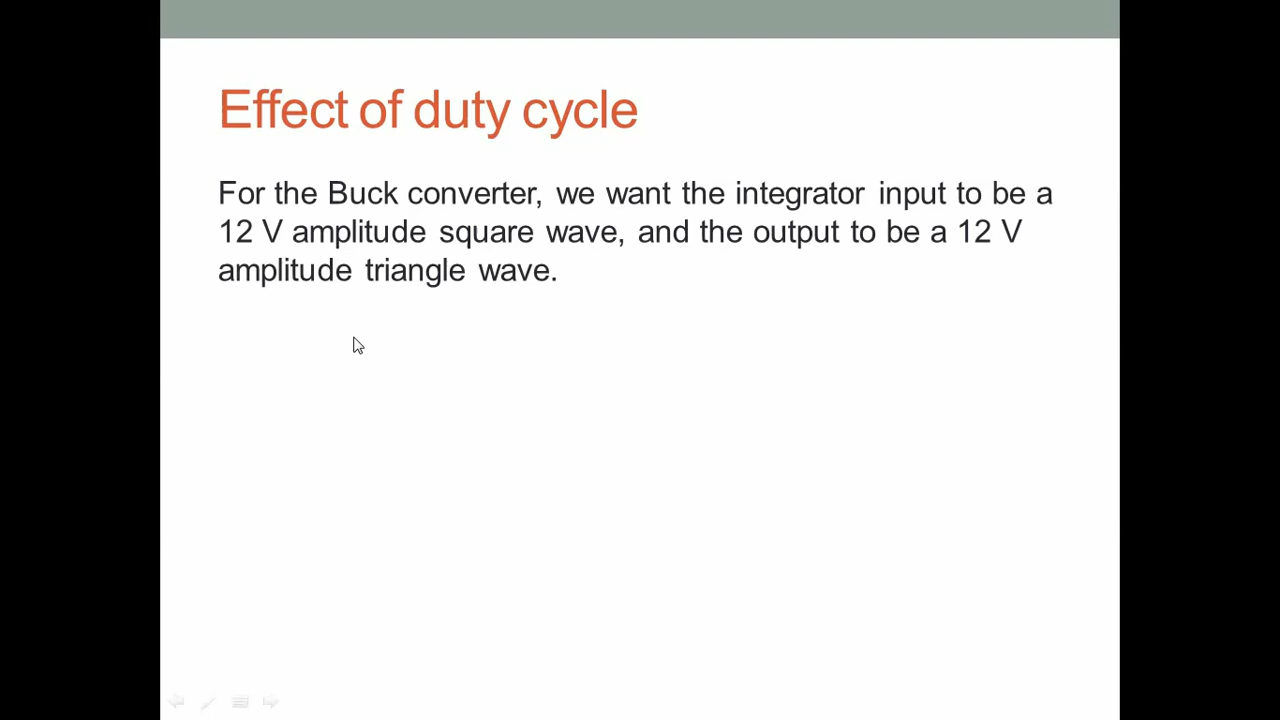 Effect of duty cycle
For the Buck converter, we want the integrator input to be a
12 V amplitude square wave, and the output to be a 12 V
amplitude triangle wave.